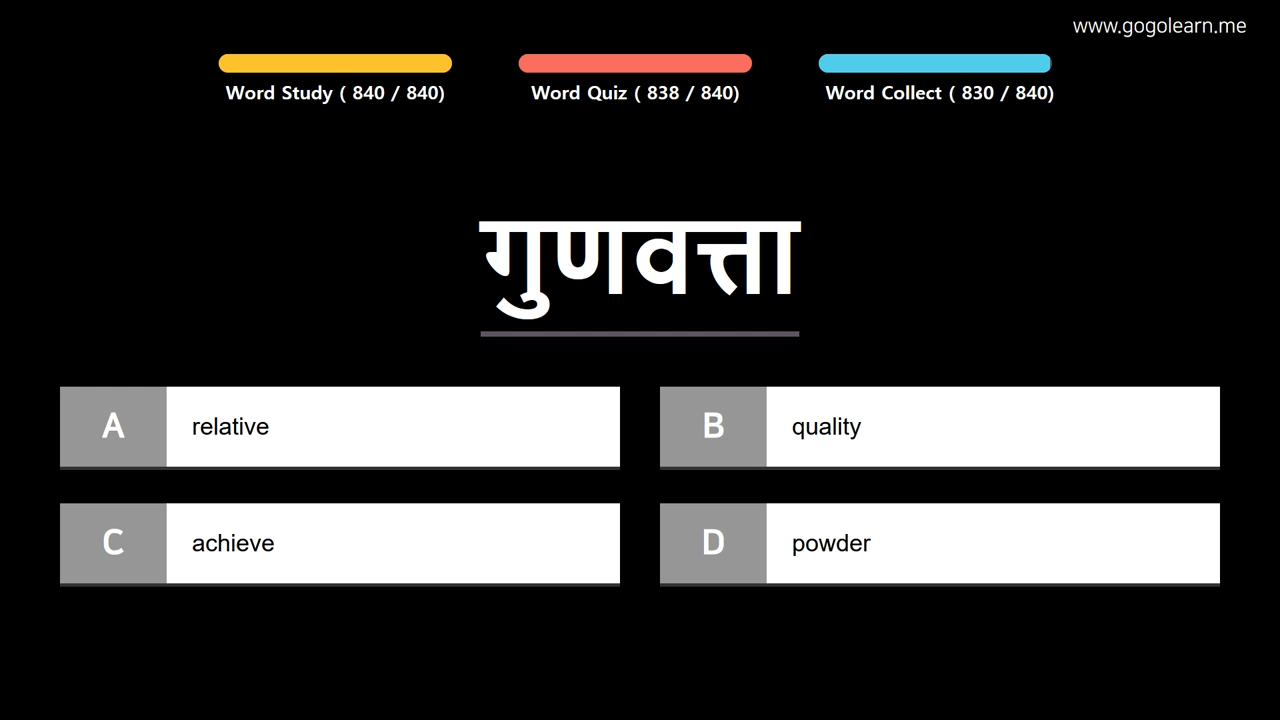 www.gogolearn.me
Word Study ( 840 / 840)
Word Quiz ( 838 / 840)
Word Collect ( 830 / 840)
गुणवत्ता
A relative
B quality
C achieve
D powder